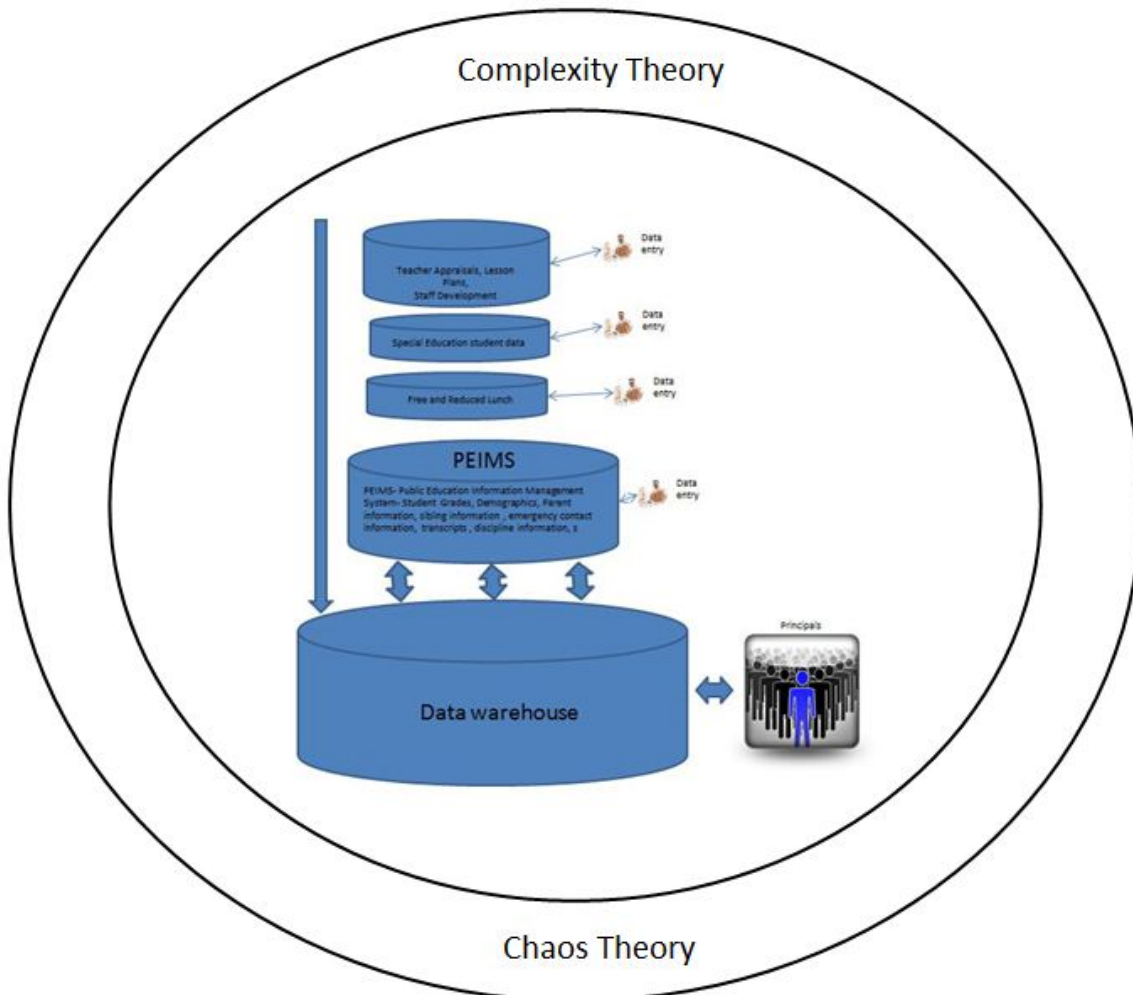 Complexity Theory
Teacher Appraisals, Lesson
Plans,
Staff Development
Data
entry
Special Education student data
Data
entry
Free and Reduced Lunch
Data
entry
PEIMS
PEIMS- Public Education Information Management
System- Student Grades, Demographics, Parent
information, sibling information , emergency contact
information, transcripts , discipline information, s
Data
entry
Data warehouse
Principals
Chaos Theory